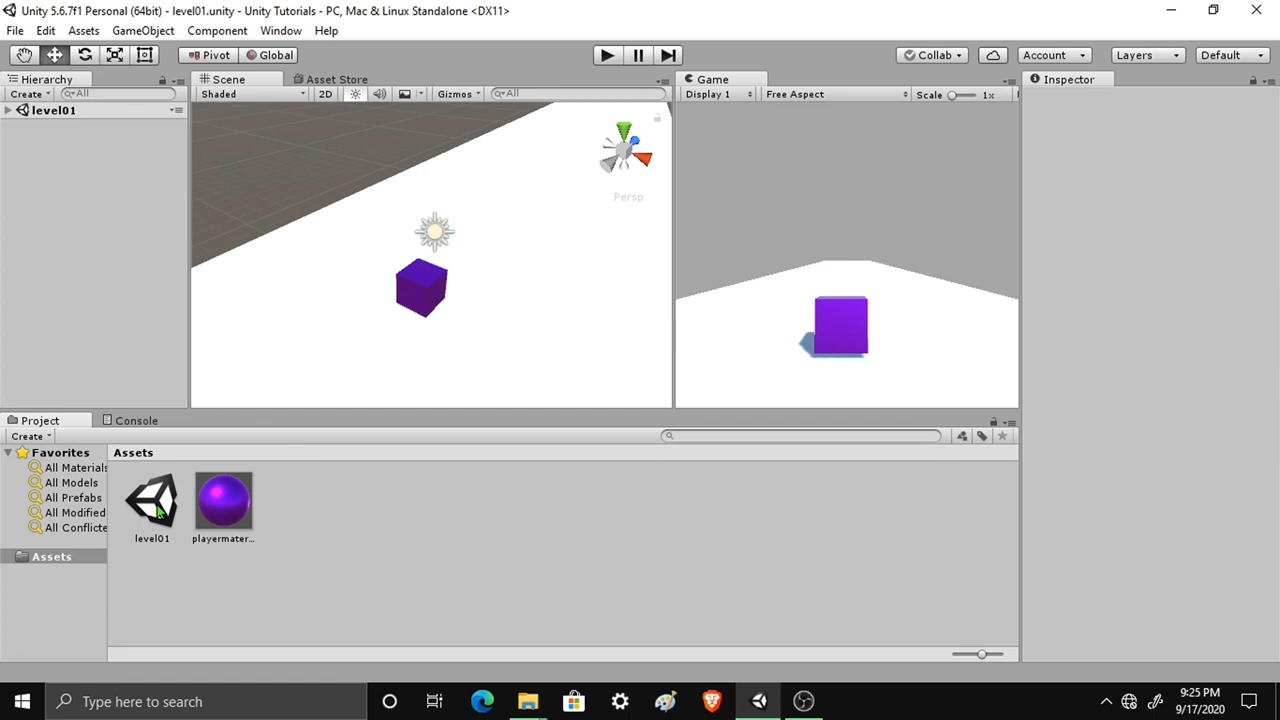 Unity 5.6.7f1 Personal (64bit) - level01.unity - Unity Tutorials - PC, Mac & Linux Standalone <DX11>
File Edit Assets GameObject Component Window Help
Pivot Global Collab Account Layers Default
Hierarchy Scene Asset Store Game Inspector
Create All Shaded 2D Gizmos All Display 1 Free Aspect Scale 1x
level01
Persp
Project Console
Create
Favorites Assets
All Materials
All Models
All Prefabs
All Modified
All Conflicte
level01 playermater...
Assets
Type here to search
9:25 PM
9/17/2020